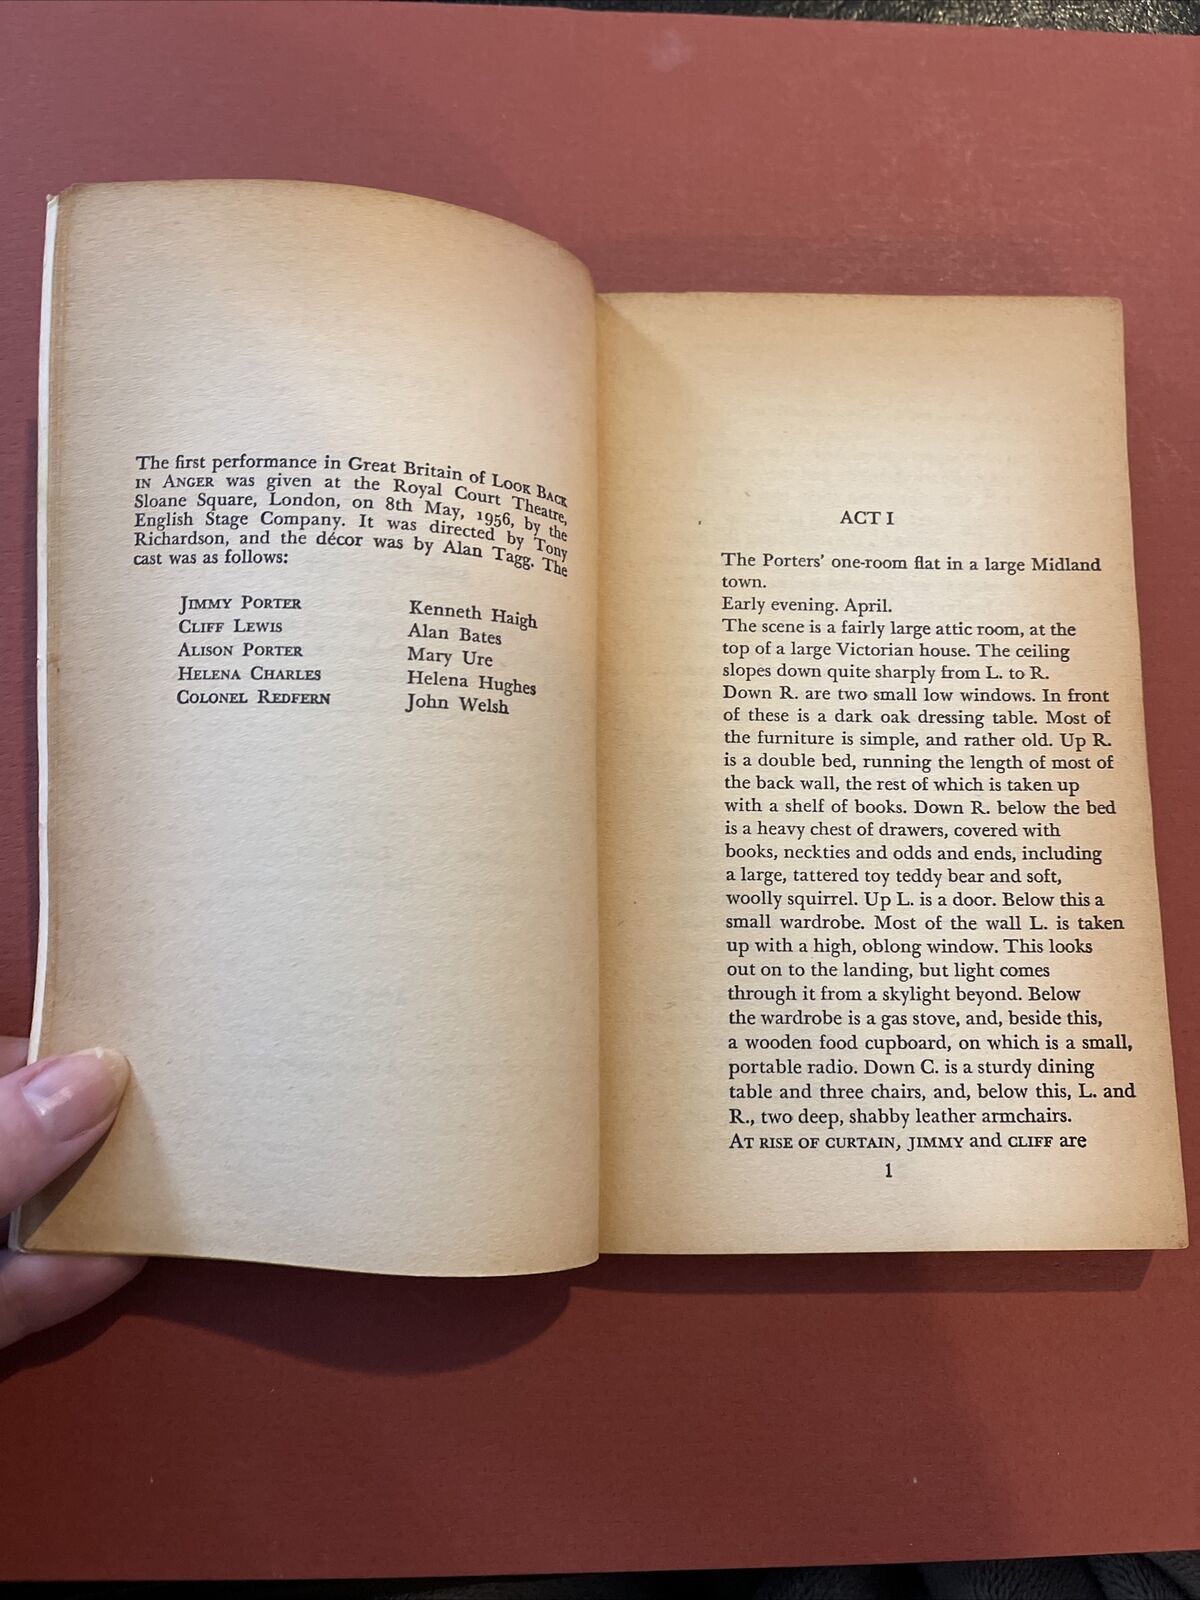 The first performance in Great Britain of Look Back
in Anger was given at the Royal Court Theatre,
Sloane Square, London, on 8th May, 1956, by the
English Stage Company. It was directed by Tony
Richardson, and the décor was by Alan Tagg. The
cast was as follows:
Jimmy Porter Kenneth Haigh
Cliff Lewis Alan Bates
Alison Porter Mary Ure
Helena Charles Helena Hughes
Colonel Redfern John Welsh
ACT I
The Porters' one-room flat in a large Midland
town.
Early evening. April.
The scene is a fairly large attic room, at the
top of a large Victorian house. The ceiling
slopes down quite sharply from L. to R.
Down R. are two small low windows. In front
of these is a dark oak dressing table. Most of
the furniture is simple, and rather old. Up R.
is a double bed, running the length of most of
the back wall, the rest of which is taken up
with a shelf of books. Down R. below the bed
is a heavy chest of drawers, covered with
books, neckties and odds and ends, including
a large, tattered toy teddy bear and soft,
woolly squirrel. Up L. is a door. Below this a
small wardrobe. Most of the wall L. is taken
up with a high, oblong window. This looks
out on to the landing, but light comes
through it from a skylight beyond. Below
the wardrobe is a gas stove, and, beside this,
a wooden food cupboard, on which is a small,
portable radio. Down C. is a sturdy dining
table and three chairs, and, below this, L. and
R., two deep, shabby leather armchairs.
At rise of curtain, jimmy and cliff are
1